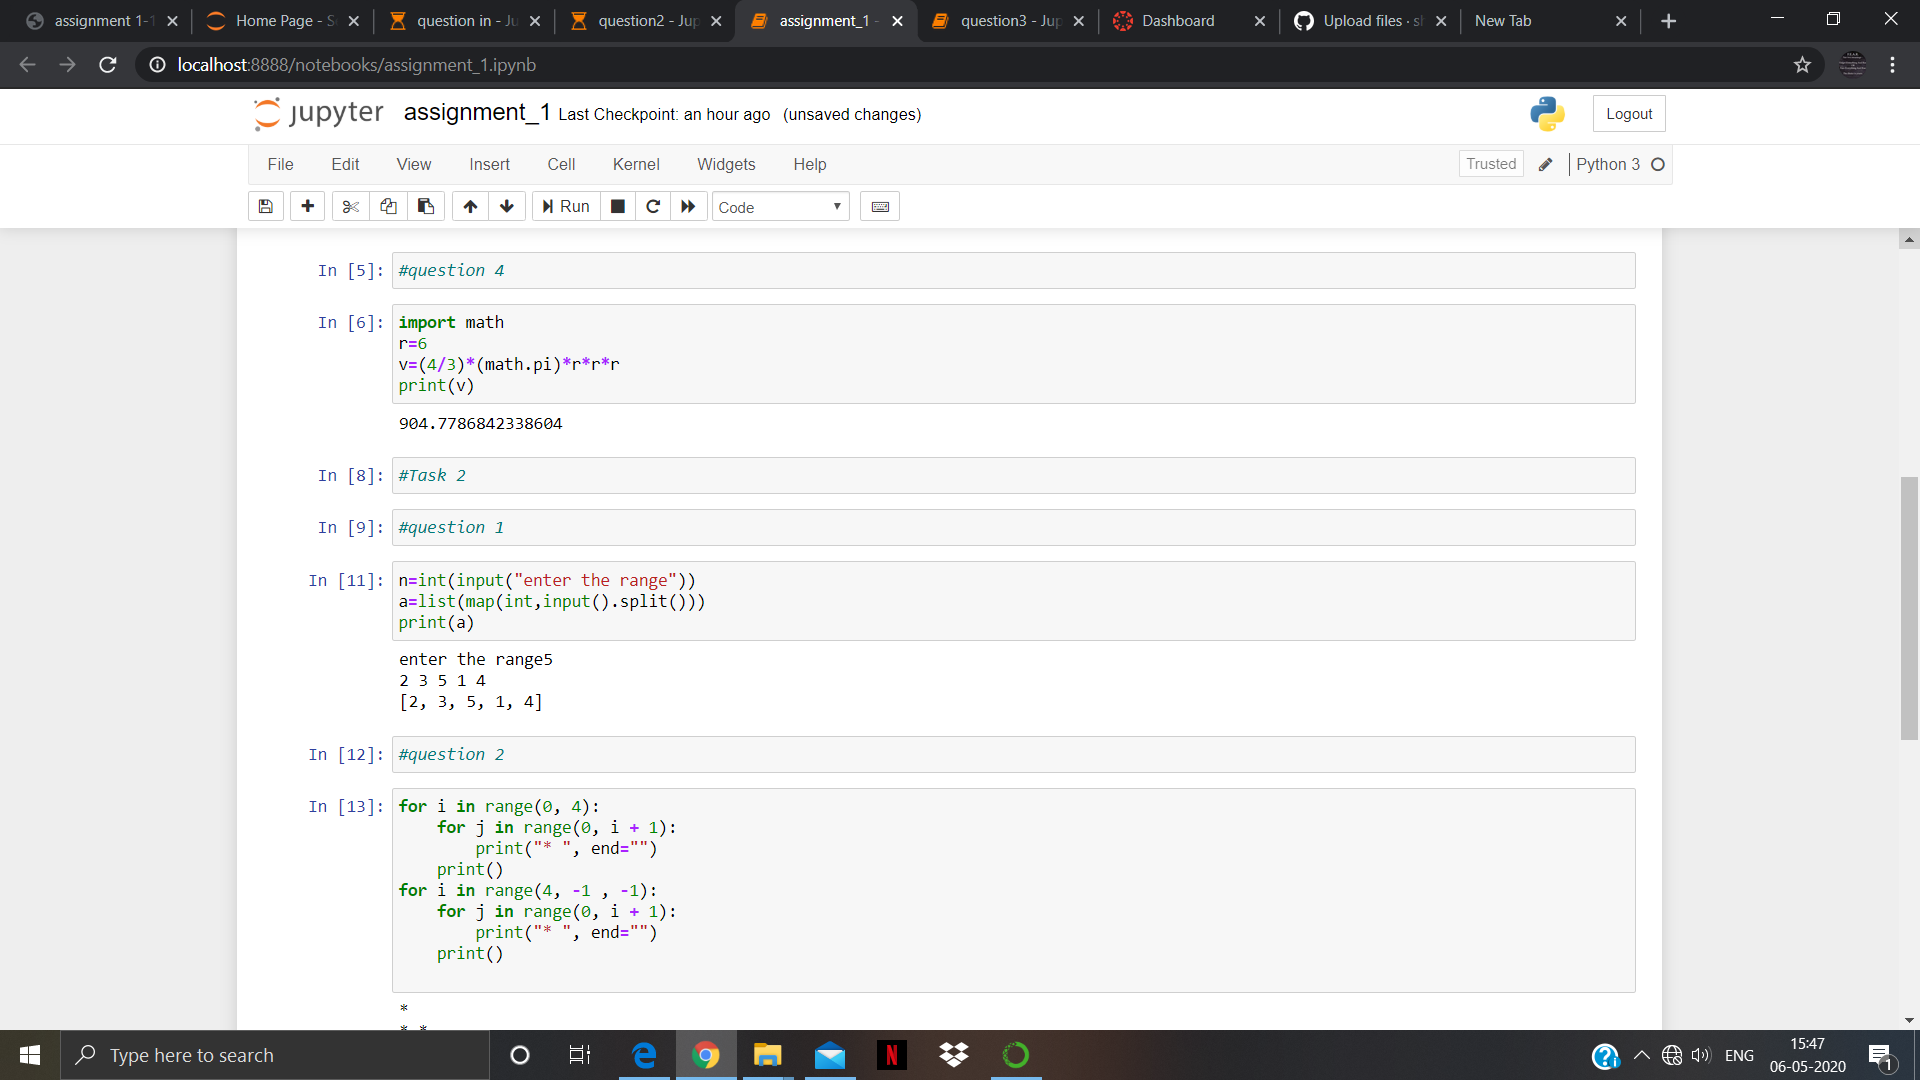 assignment 1-1
Home Page - S
question in - Ju
question2 - Jup
assignment_1 -
question3 - Jup
Dashboard
Upload files · sh
New Tab
localhost:8888/notebooks/assignment_1.ipynb
jupyter assignment_1 Last Checkpoint: an hour ago (unsaved changes)
Logout
File Edit View Insert Cell Kernel Widgets Help
Trusted
Python 3
Run
Code
In [5]: #question 4
In [6]: import math
r=6
v=(4/3)*(math.pi)*r*r*r
print(v)
904.7786842338604
In [8]: #Task 2
In [9]: #question 1
In [11]: n=int(input("enter the range"))
a=list(map(int,input().split()))
print(a)
enter the range5
2 3 5 1 4
[2, 3, 5, 1, 4]
In [12]: #question 2
In [13]: for i in range(0, 4):
    for j in range(0, i + 1):
        print("* ", end="")
    print()
for i in range(4, -1 , -1):
    for j in range(0, i + 1):
        print("* ", end="")
    print()
*
* *
Type here to search
ENG
15:47
06-05-2020
1